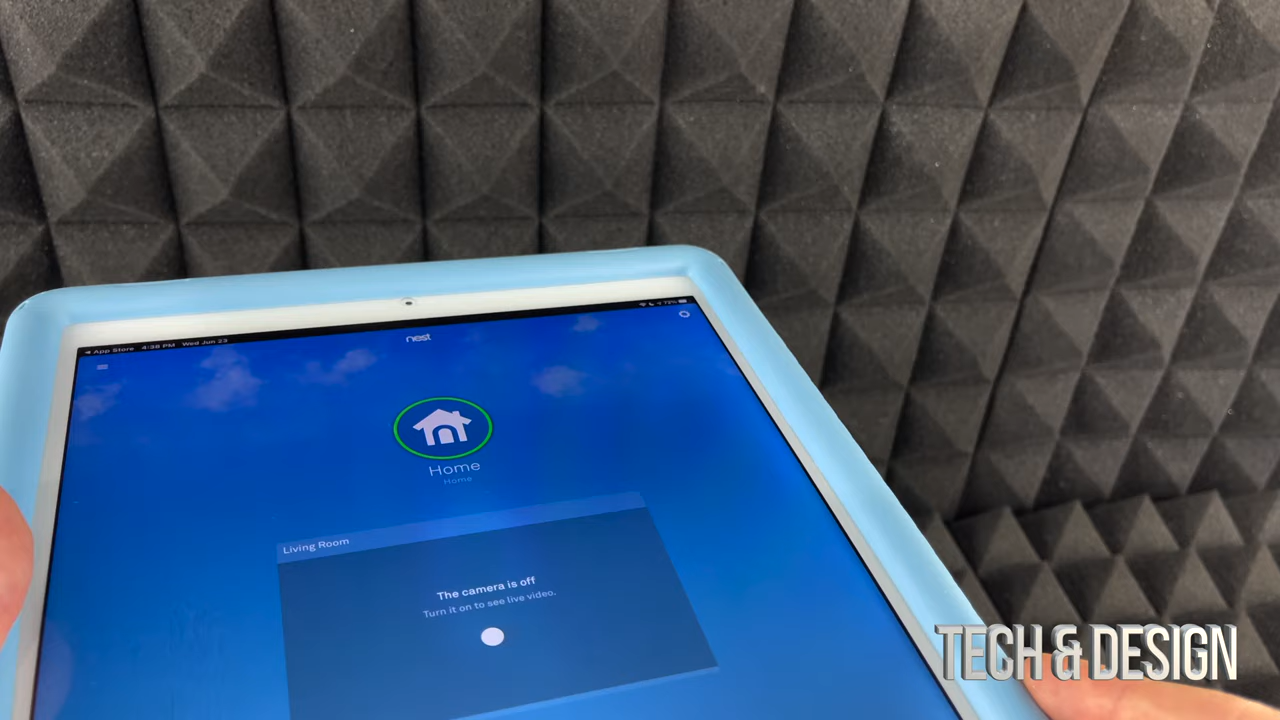 App Store 4:38 PM Wed Jun 23
73%
nest
Home
Home
Living Room
The camera is off
Turn it on to see live video.
TECH & DESIGN